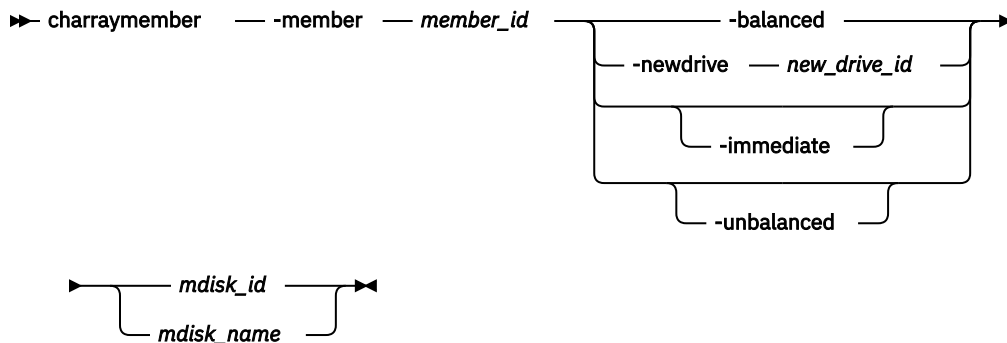 charraymember -member member_id -balanced
-newdrive new_drive_id
-immediate
-unbalanced
mdisk_id
mdisk_name